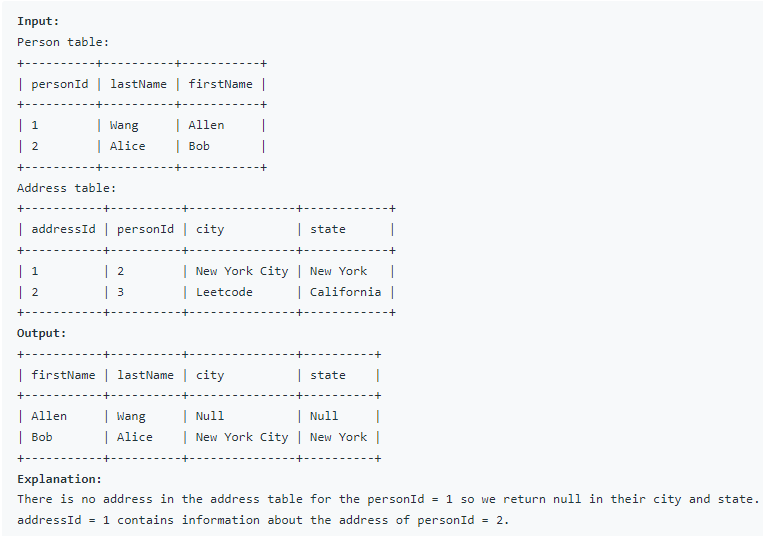 Input:
Person table:
+----------+----------+-----------+
| personId | lastName | firstName |
+----------+----------+-----------+
| 1        | Wang     | Allen     |
| 2        | Alice    | Bob       |
+----------+----------+-----------+
Address table:
+-----------+----------+---------------+------------+
| addressId | personId | city          | state      |
+-----------+----------+---------------+------------+
| 1         | 2        | New York City | New York   |
| 2         | 3        | Leetcode      | California |
+-----------+----------+---------------+------------+
Output:
+-----------+----------+---------------+----------+
| firstName | lastName | city          | state    |
+-----------+----------+---------------+----------+
| Allen     | Wang     | Null          | Null     |
| Bob       | Alice    | New York City | New York |
+-----------+----------+---------------+----------+
Explanation:
There is no address in the address table for the personId = 1 so we return null in their city and state.
addressId = 1 contains information about the address of personId = 2.